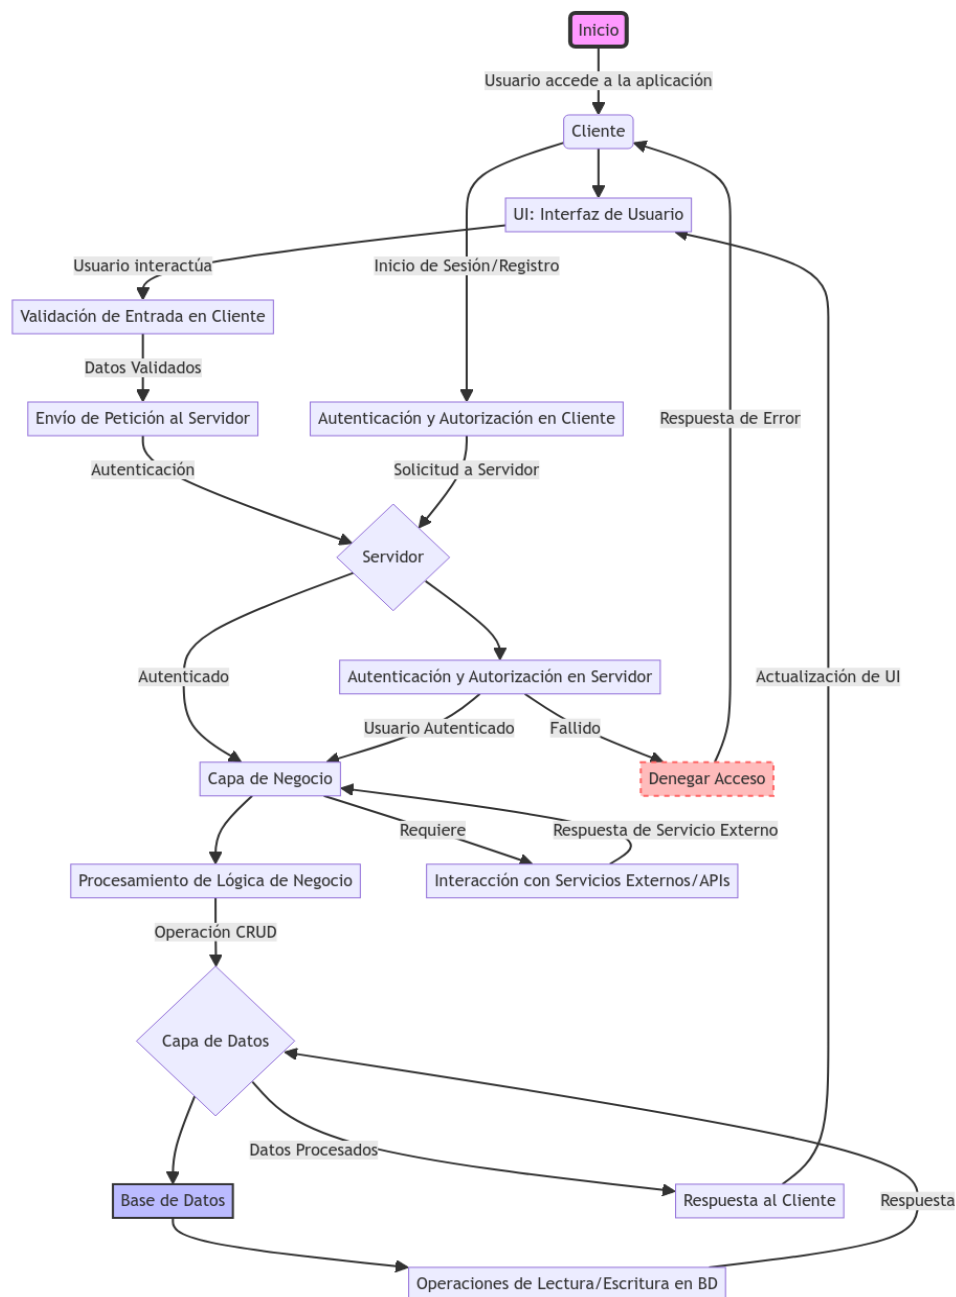 Inicio
Usuario accede a la aplicación
Cliente
UI: Interfaz de Usuario
Usuario interactúa
Inicio de Sesión/Registro
Validación de Entrada en Cliente
Datos Validados
Envío de Petición al Servidor
Autenticación y Autorización en Cliente
Respuesta de Error
Autenticación
Solicitud a Servidor
Servidor
Autenticado
Autenticación y Autorización en Servidor
Actualización de UI
Usuario Autenticado
Fallido
Capa de Negocio
Denegar Acceso
Requiere
Respuesta de Servicio Externo
Procesamiento de Lógica de Negocio
Interacción con Servicios Externos/APIs
Operación CRUD
Capa de Datos
Datos Procesados
Base de Datos
Respuesta al Cliente
Respuesta
Operaciones de Lectura/Escritura en BD